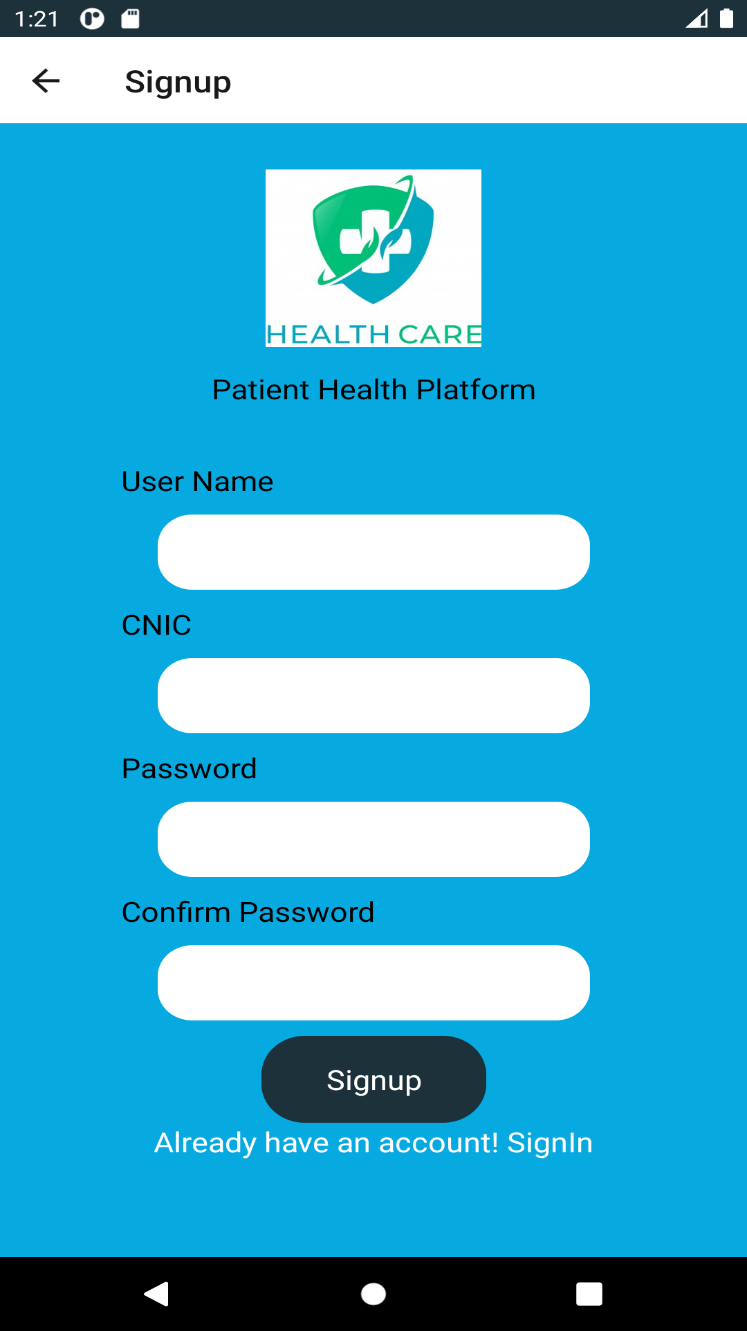 1:21
Signup
HEALTH CARE
Patient Health Platform
User Name
CNIC
Password
Confirm Password
Signup
Already have an account! SignIn